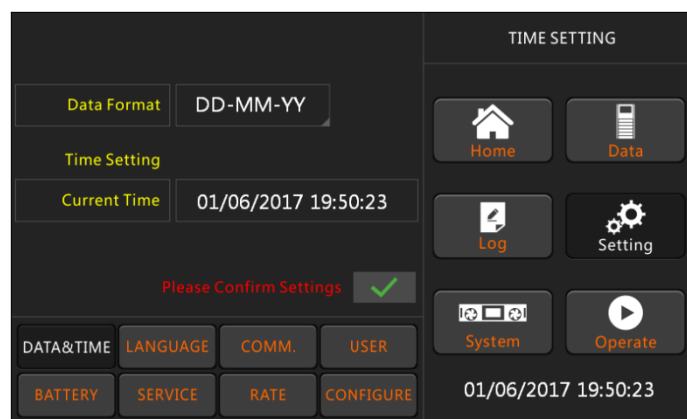 TIME SETTING
Data Format DD-MM-YY
Time Setting
Current Time 01/06/2017 19:50:23
Please Confirm Settings
Home Data
Log Setting
System Operate
DATA&TIME LANGUAGE COMM. USER
BATTERY SERVICE RATE CONFIGURE
01/06/2017 19:50:23